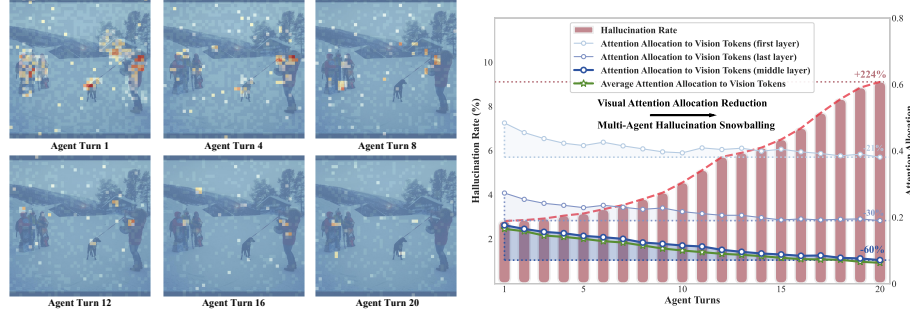 Agent Turn 1
Agent Turn 4
Agent Turn 8
Agent Turn 12
Agent Turn 16
Agent Turn 20
Hallucination Rate (%)
10
8
6
4
2
Hallucination Rate
Attention Allocation to Vision Tokens (first layer)
Attention Allocation to Vision Tokens (last layer)
Attention Allocation to Vision Tokens (middle layer)
Average Attention Allocation to Vision Tokens
Visual Attention Allocation Reduction
Multi-Agent Hallucination Snowballing
+224%
-60%
1
5
10
15
20
Agent Turns
0.8
0.6
0.4
0.2
0
Attention Allocation